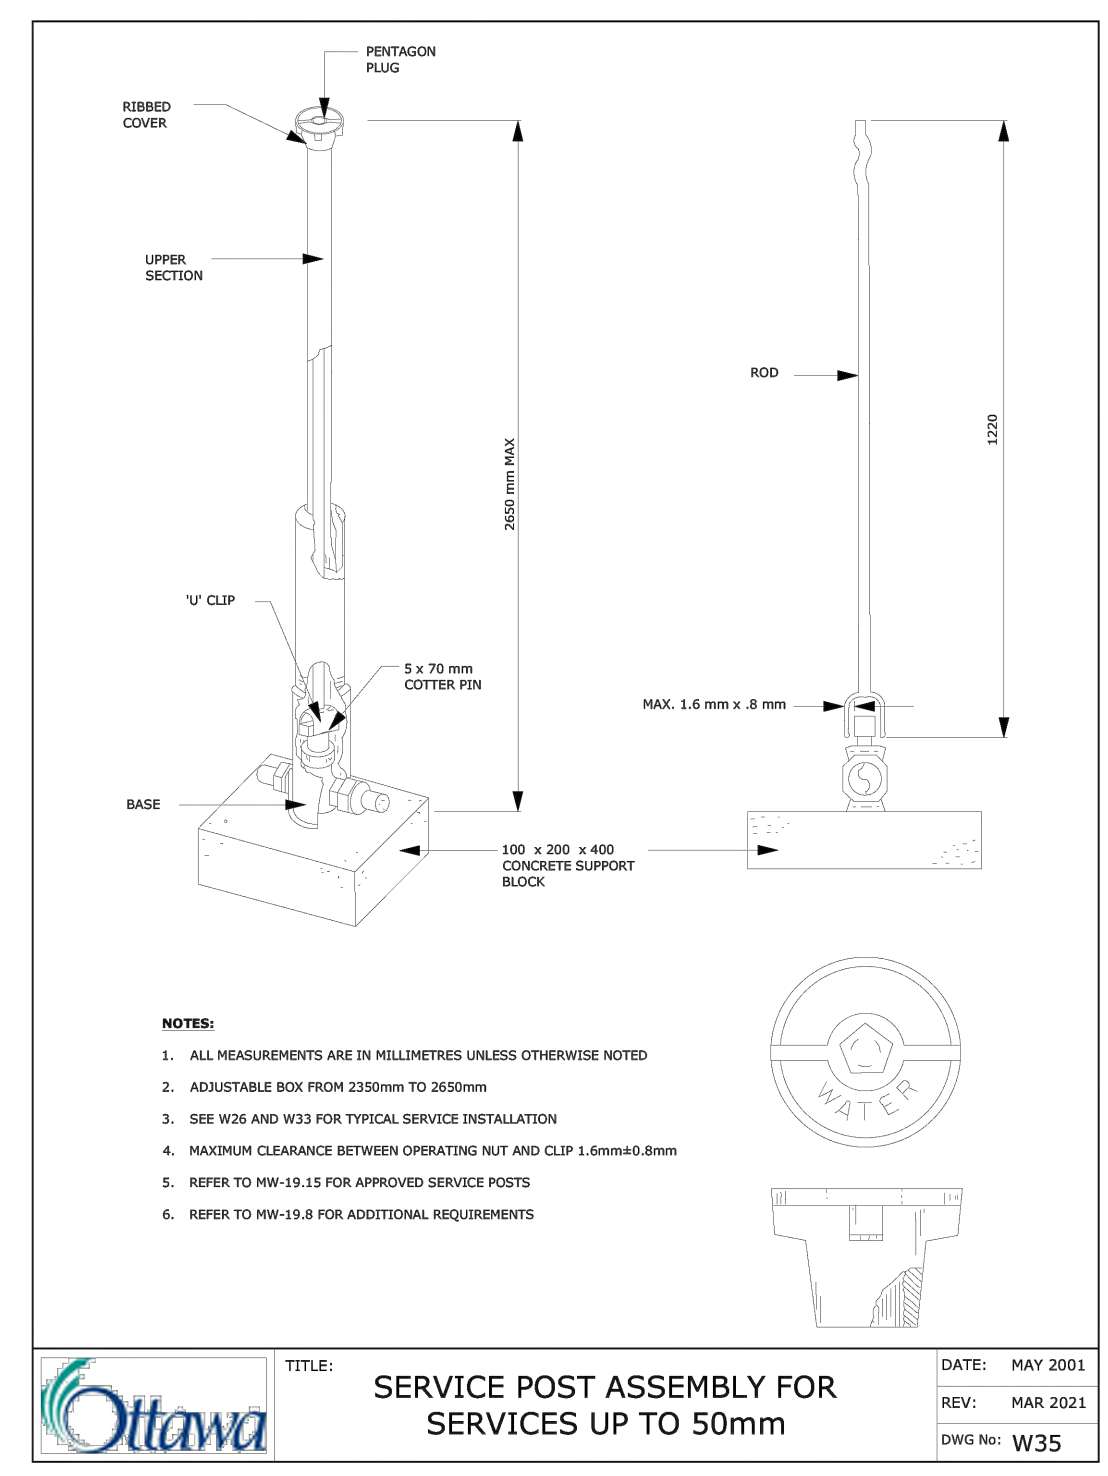 PENTAGON
PLUG
RIBBED
COVER
UPPER
SECTION
2650 mm MAX
ROD
1220
'U' CLIP
5 x 70 mm
COTTER PIN
MAX. 1.6 mm x .8 mm
BASE
100 x 200 x 400
CONCRETE SUPPORT
BLOCK
WATER
NOTES:
1. ALL MEASUREMENTS ARE IN MILLIMETRES UNLESS OTHERWISE NOTED
2. ADJUSTABLE BOX FROM 2350mm TO 2650mm
3. SEE W26 AND W33 FOR TYPICAL SERVICE INSTALLATION
4. MAXIMUM CLEARANCE BETWEEN OPERATING NUT AND CLIP 1.6mm±0.8mm
5. REFER TO MW-19.15 FOR APPROVED SERVICE POSTS
6. REFER TO MW-19.8 FOR ADDITIONAL REQUIREMENTS
Ottawa
TITLE:
SERVICE POST ASSEMBLY FOR
SERVICES UP TO 50mm
DATE: MAY 2001
REV: MAR 2021
DWG No: W35